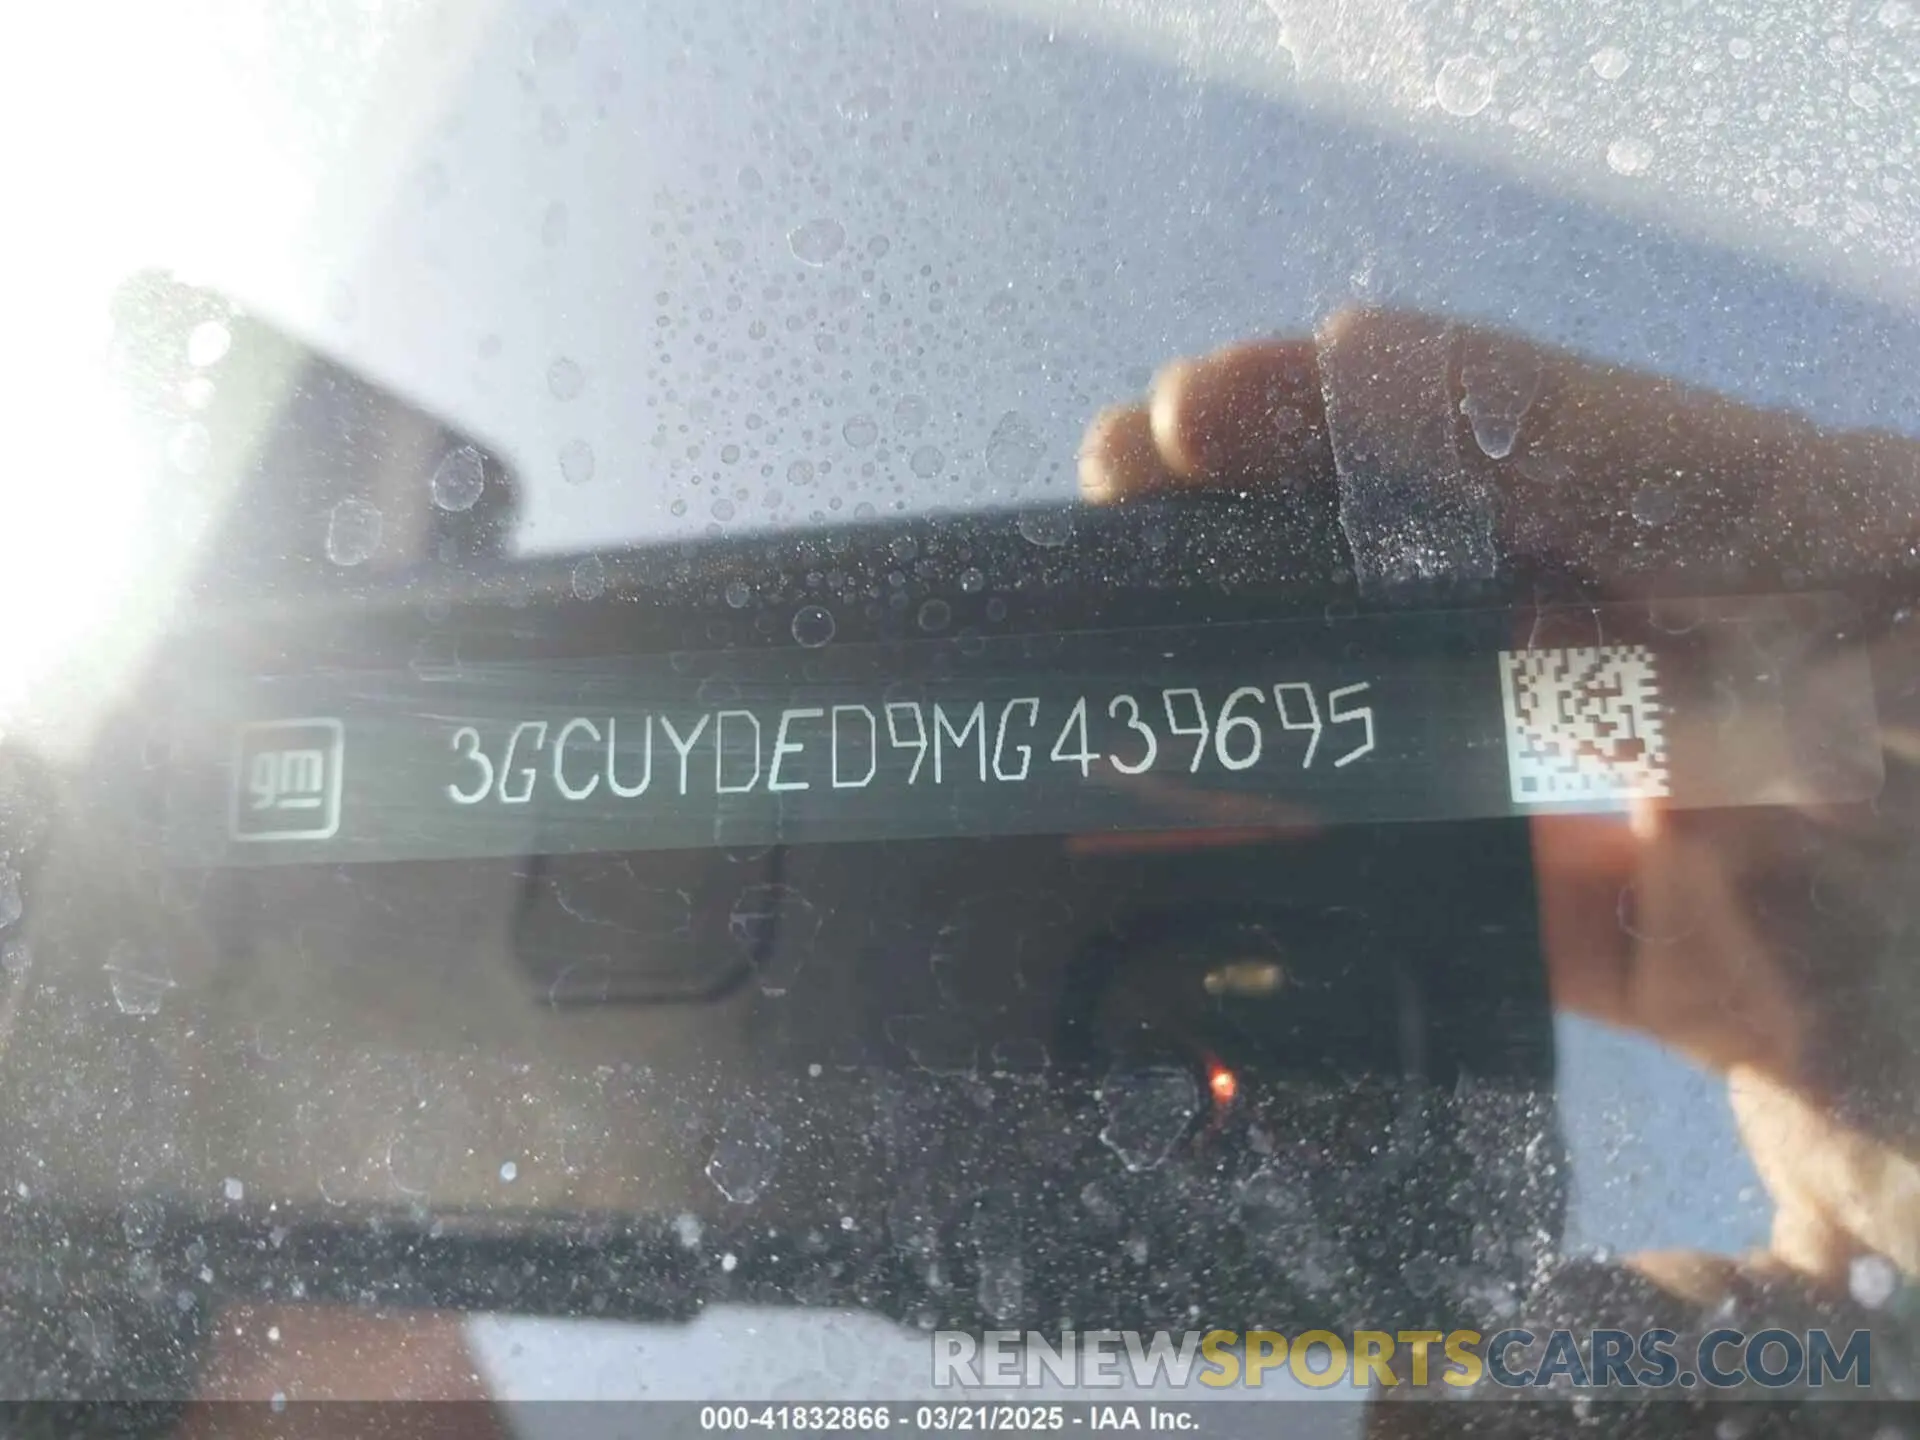 gm
3GCUYDED9MG439695
RENEWSPORTSCARS.COM
000-41832866 - 03/21/2025 - IAA Inc.